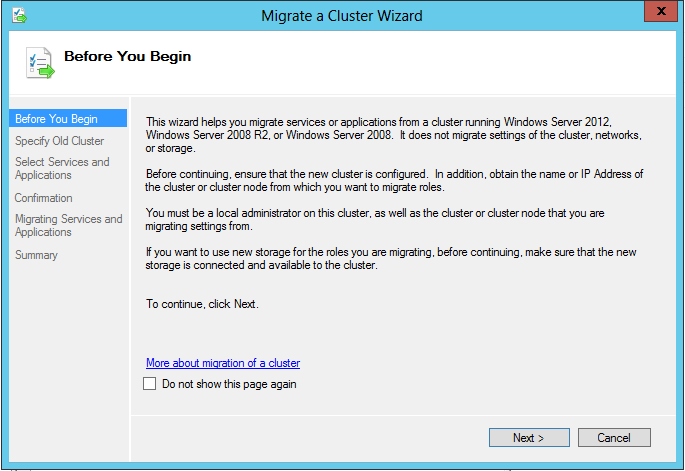 Migrate a Cluster Wizard
x
Before You Begin
Before You Begin
Specify Old Cluster
Select Services and
Applications
Confirmation
Migrating Services and
Applications
Summary
This wizard helps you migrate services or applications from a cluster running Windows Server 2012,
Windows Server 2008 R2, or Windows Server 2008.  It does not migrate settings of the cluster, networks,
or storage.
Before continuing, ensure that the new cluster is configured.  In addition, obtain the name or IP Address of
the cluster or cluster node from which you want to migrate roles.
You must be a local administrator on this cluster, as well as the cluster or cluster node that you are
migrating settings from.
If you want to use new storage for the roles you are migrating, before continuing, make sure that the new
storage is connected and available to the cluster.
To continue, click Next.
More about migration of a cluster
Do not show this page again
Next >
Cancel